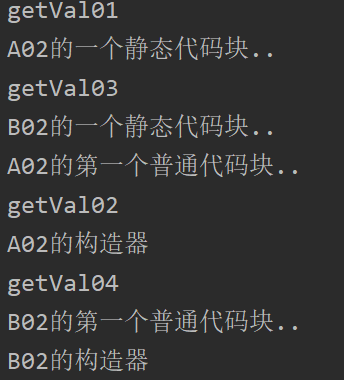 getVal01
A02的一个静态代码块..
getVal03
B02的一个静态代码块..
A02的第一个普通代码块..
getVal02
A02的构造器
getVal04
B02的第一个普通代码块..
B02的构造器